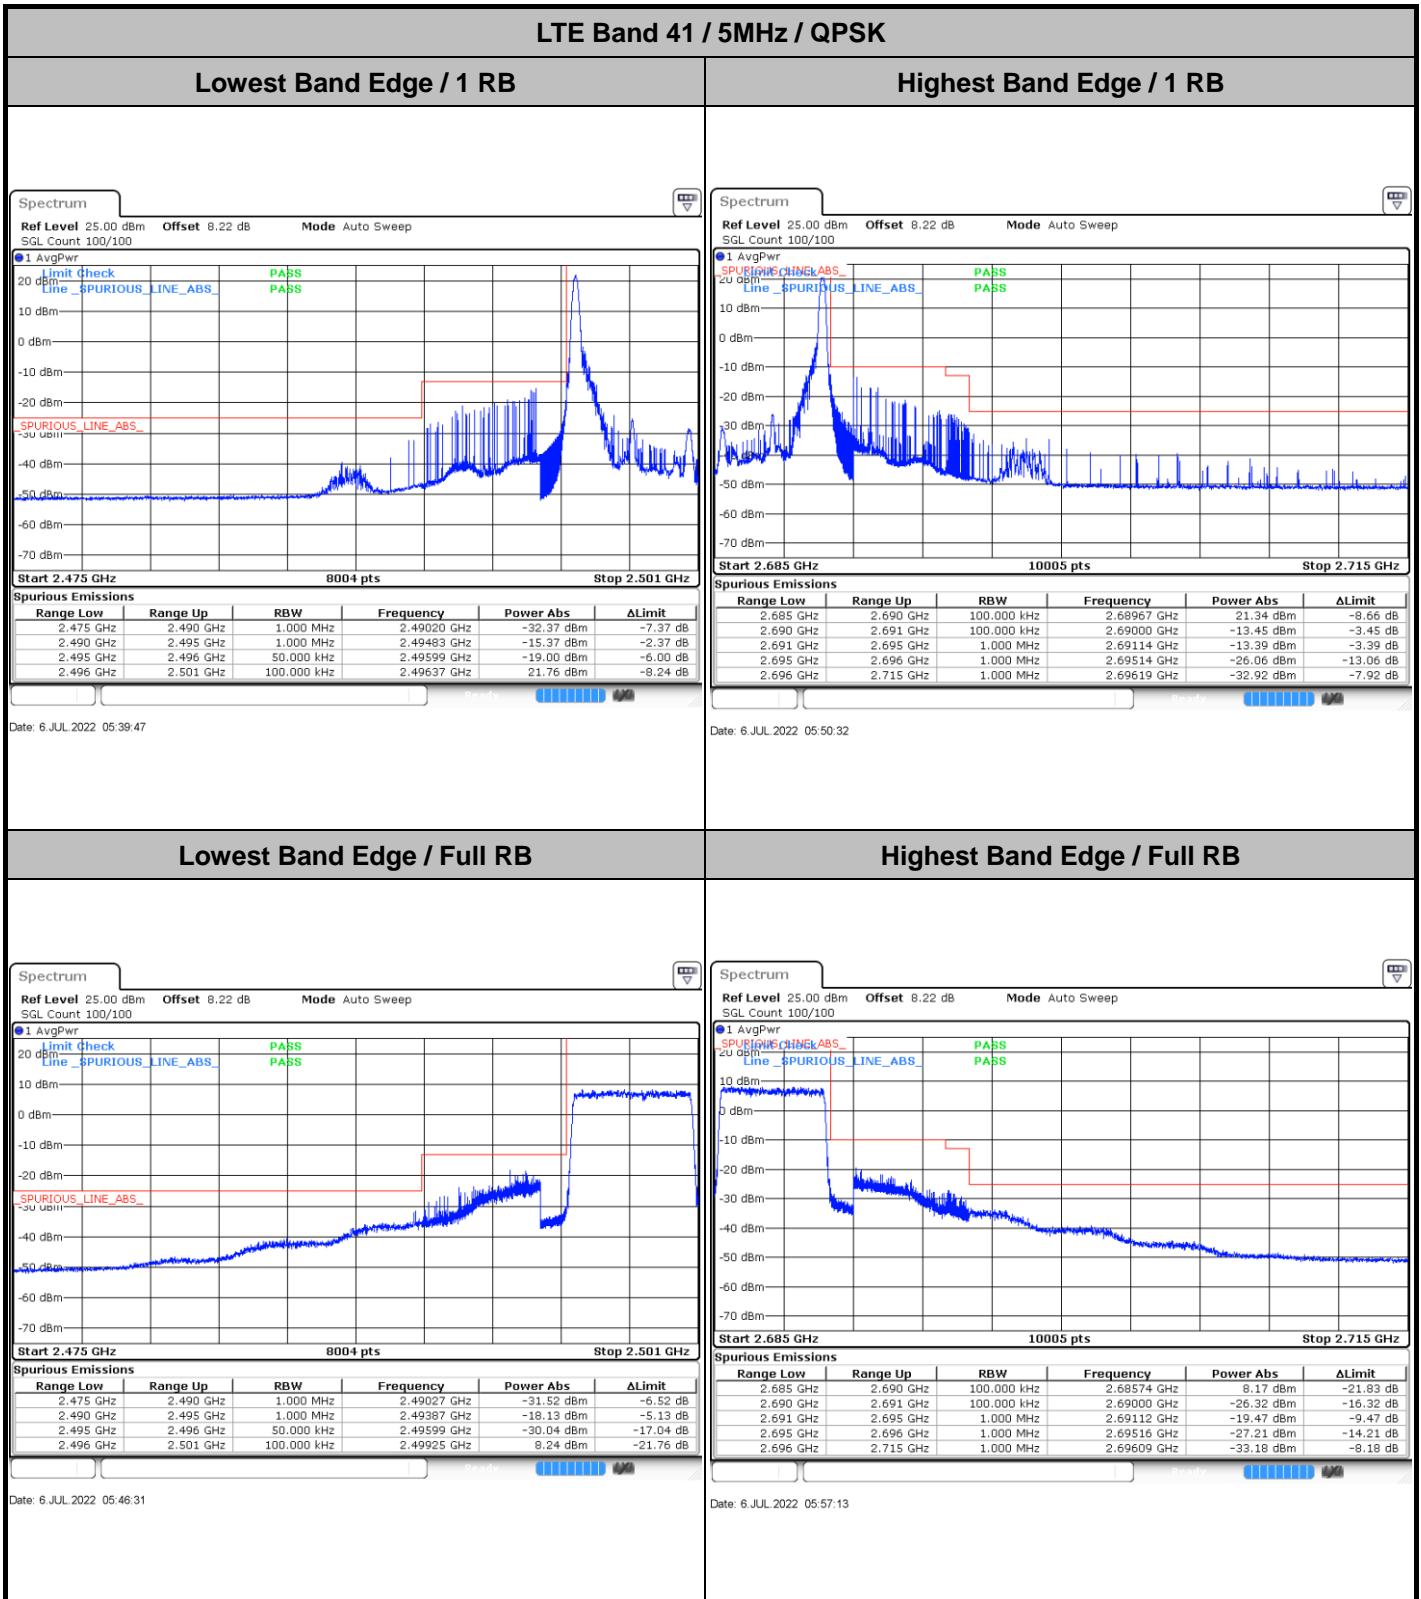 LTE Band 41 / 5MHz / QPSK
Lowest Band Edge / 1 RB
Highest Band Edge / 1 RB
Spectrum
Ref Level 25.00 dBm Offset 8.22 dB Mode Auto Sweep
SGL Count 100/100
1 AvgPwr
Limit Check PASS
20 dBm
Line _SPURIOUS_LINE_ABS_ PASS
10 dBm
0 dBm
-10 dBm
-20 dBm
_SPURIOUS_LINE_ABS_
-30 dBm
-40 dBm
-50 dBm
-60 dBm
-70 dBm
Start 2.475 GHz 8004 pts Stop 2.501 GHz
Spurious Emissions
Range Low Range Up RBW Frequency Power Abs ΔLimit
2.475 GHz 2.490 GHz 1.000 MHz 2.49020 GHz -32.37 dBm -7.37 dB
2.490 GHz 2.495 GHz 1.000 MHz 2.49483 GHz -15.37 dBm -2.37 dB
2.495 GHz 2.496 GHz 50.000 kHz 2.49599 GHz -19.00 dBm -6.00 dB
2.496 GHz 2.501 GHz 100.000 kHz 2.49637 GHz 21.76 dBm -8.24 dB
Ready
Date: 6.JUL.2022 05:39:47
Spectrum
Ref Level 25.00 dBm Offset 8.22 dB Mode Auto Sweep
SGL Count 100/100
1 AvgPwr
_SPURIOUS_LINE_ABS_
Limit Check PASS
20 dBm
Line _SPURIOUS_LINE_ABS_ PASS
10 dBm
0 dBm
-10 dBm
-20 dBm
-30 dBm
-40 dBm
-50 dBm
-60 dBm
-70 dBm
Start 2.685 GHz 10005 pts Stop 2.715 GHz
Spurious Emissions
Range Low Range Up RBW Frequency Power Abs ΔLimit
2.685 GHz 2.690 GHz 100.000 kHz 2.68967 GHz 21.34 dBm -8.66 dB
2.690 GHz 2.691 GHz 100.000 kHz 2.69000 GHz -13.45 dBm -3.45 dB
2.691 GHz 2.695 GHz 1.000 MHz 2.69114 GHz -13.39 dBm -3.39 dB
2.695 GHz 2.696 GHz 1.000 MHz 2.69514 GHz -26.06 dBm -13.06 dB
2.696 GHz 2.715 GHz 1.000 MHz 2.69619 GHz -32.92 dBm -7.92 dB
Ready
Date: 6.JUL.2022 05:50:32
Lowest Band Edge / Full RB
Highest Band Edge / Full RB
Spectrum
Ref Level 25.00 dBm Offset 8.22 dB Mode Auto Sweep
SGL Count 100/100
1 AvgPwr
Limit Check PASS
20 dBm
Line _SPURIOUS_LINE_ABS_ PASS
10 dBm
0 dBm
-10 dBm
-20 dBm
_SPURIOUS_LINE_ABS_
-30 dBm
-40 dBm
-50 dBm
-60 dBm
-70 dBm
Start 2.475 GHz 8004 pts Stop 2.501 GHz
Spurious Emissions
Range Low Range Up RBW Frequency Power Abs ΔLimit
2.475 GHz 2.490 GHz 1.000 MHz 2.49027 GHz -31.52 dBm -6.52 dB
2.490 GHz 2.495 GHz 1.000 MHz 2.49387 GHz -18.13 dBm -5.13 dB
2.495 GHz 2.496 GHz 50.000 kHz 2.49599 GHz -30.04 dBm -17.04 dB
2.496 GHz 2.501 GHz 100.000 kHz 2.49925 GHz 8.24 dBm -21.76 dB
Ready
Date: 6.JUL.2022 05:46:31
Spectrum
Ref Level 25.00 dBm Offset 8.22 dB Mode Auto Sweep
SGL Count 100/100
1 AvgPwr
_SPURIOUS_LINE_ABS_
Limit Check PASS
20 dBm
Line _SPURIOUS_LINE_ABS_ PASS
10 dBm
0 dBm
-10 dBm
-20 dBm
-30 dBm
-40 dBm
-50 dBm
-60 dBm
-70 dBm
Start 2.685 GHz 10005 pts Stop 2.715 GHz
Spurious Emissions
Range Low Range Up RBW Frequency Power Abs ΔLimit
2.685 GHz 2.690 GHz 100.000 kHz 2.68574 GHz 8.17 dBm -21.83 dB
2.690 GHz 2.691 GHz 100.000 kHz 2.69000 GHz -26.32 dBm -16.32 dB
2.691 GHz 2.695 GHz 1.000 MHz 2.69112 GHz -19.47 dBm -9.47 dB
2.695 GHz 2.696 GHz 1.000 MHz 2.69516 GHz -27.21 dBm -14.21 dB
2.696 GHz 2.715 GHz 1.000 MHz 2.69609 GHz -33.18 dBm -8.18 dB
Ready
Date: 6.JUL.2022 05:57:13